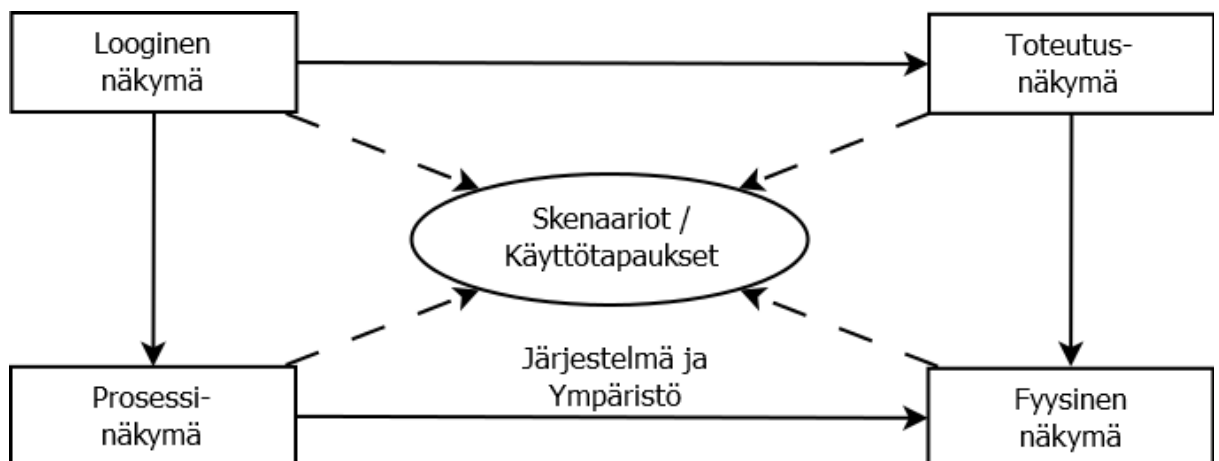 Looginen
näkymä
Toteutus-
näkymä
Skenaariot /
Käyttötapaukset
Järjestelmä ja
Ympäristö
Prosessi-
näkymä
Fyysinen
näkymä